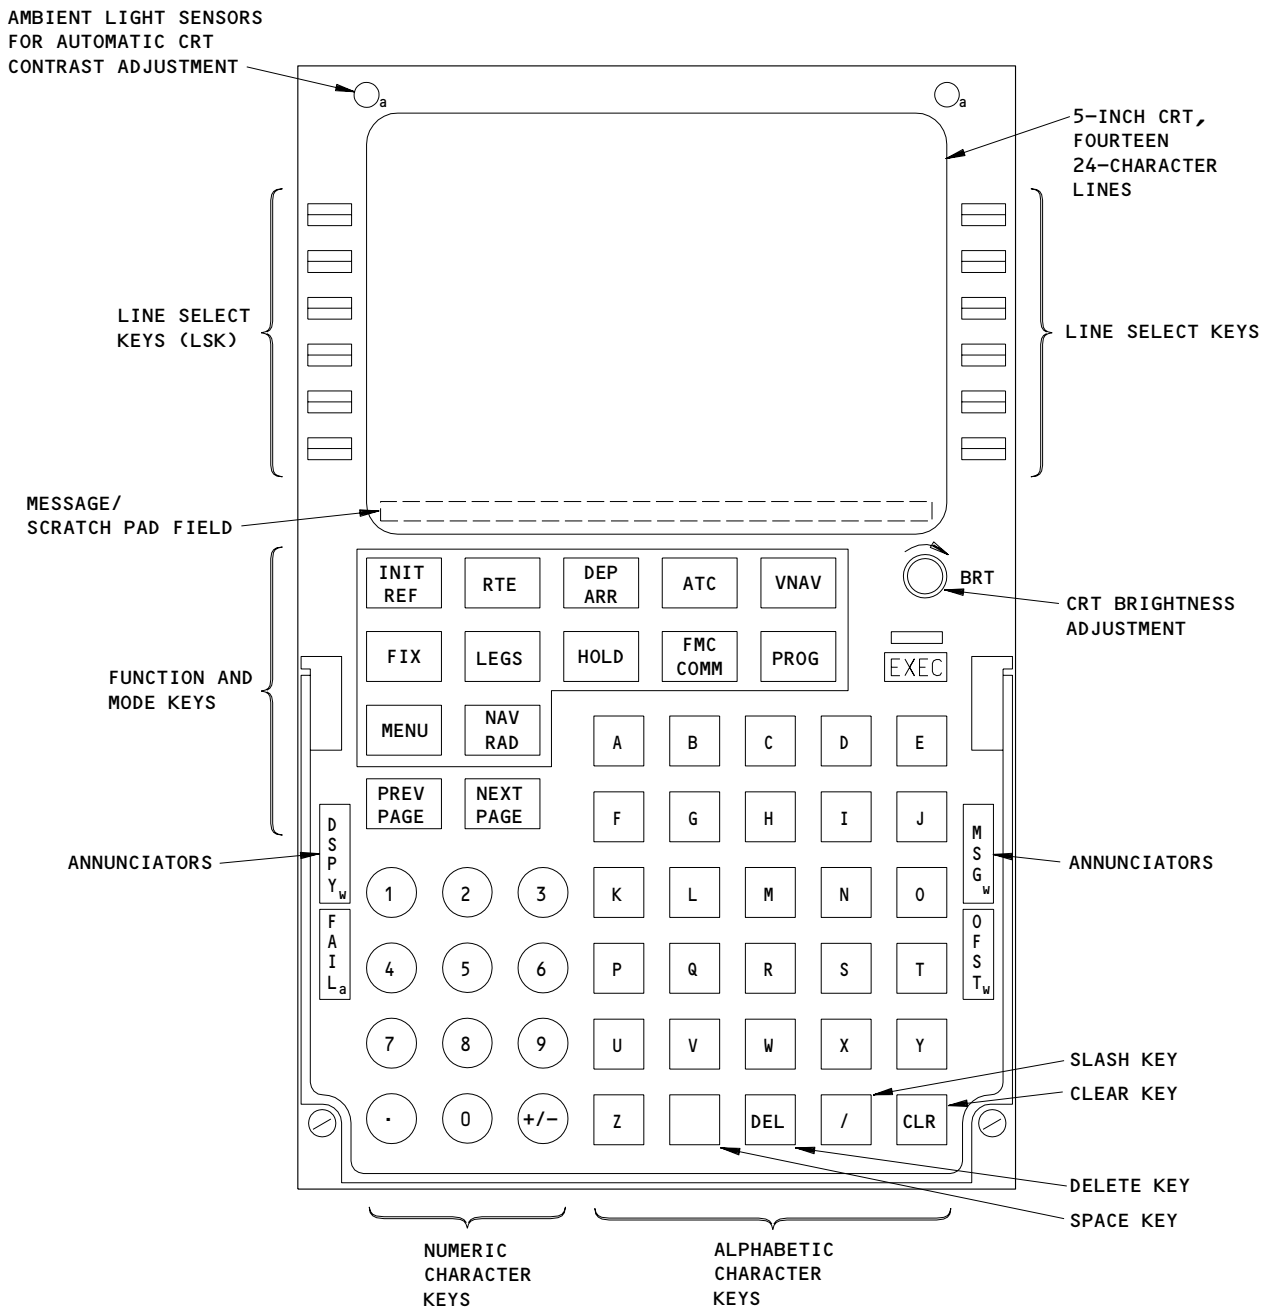 AMBIENT LIGHT SENSORS
FOR AUTOMATIC CRT
CONTRAST ADJUSTMENT
a
a
5-INCH CRT,
FOURTEEN
24-CHARACTER
LINES
LINE SELECT
KEYS (LSK)
LINE SELECT KEYS
MESSAGE/
SCRATCH PAD FIELD
INIT
REF
RTE
DEP
ARR
ATC
VNAV
BRT
CRT BRIGHTNESS
ADJUSTMENT
FIX
LEGS
HOLD
FMC
COMM
PROG
EXEC
FUNCTION AND
MODE KEYS
MENU
NAV
RAD
A
B
C
D
E
PREV
PAGE
NEXT
PAGE
F
G
H
I
J
DSPY w
MSG w
ANNUNCIATORS
ANNUNCIATORS
1
2
3
K
L
M
N
O
FAIL a
OFST w
4
5
6
P
Q
R
S
T
7
8
9
U
V
W
X
Y
SLASH KEY
CLEAR KEY
.
0
+/-
Z
DEL
/
CLR
DELETE KEY
SPACE KEY
NUMERIC
CHARACTER
KEYS
ALPHABETIC
CHARACTER
KEYS